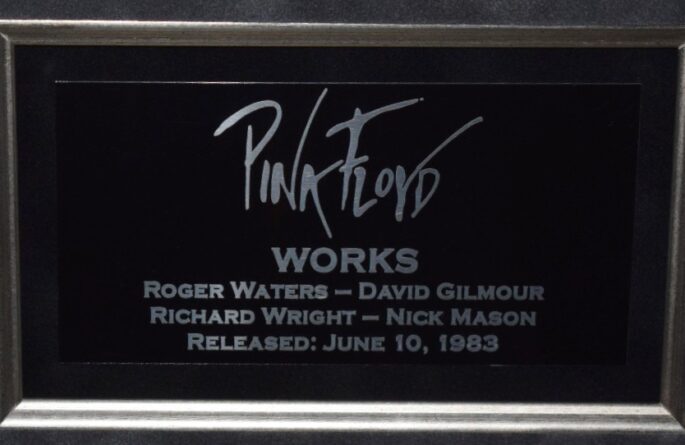 Pink Floyd
WORKS
ROGER WATERS – DAVID GILMOUR
RICHARD WRIGHT – NICK MASON
RELEASED: JUNE 10, 1983